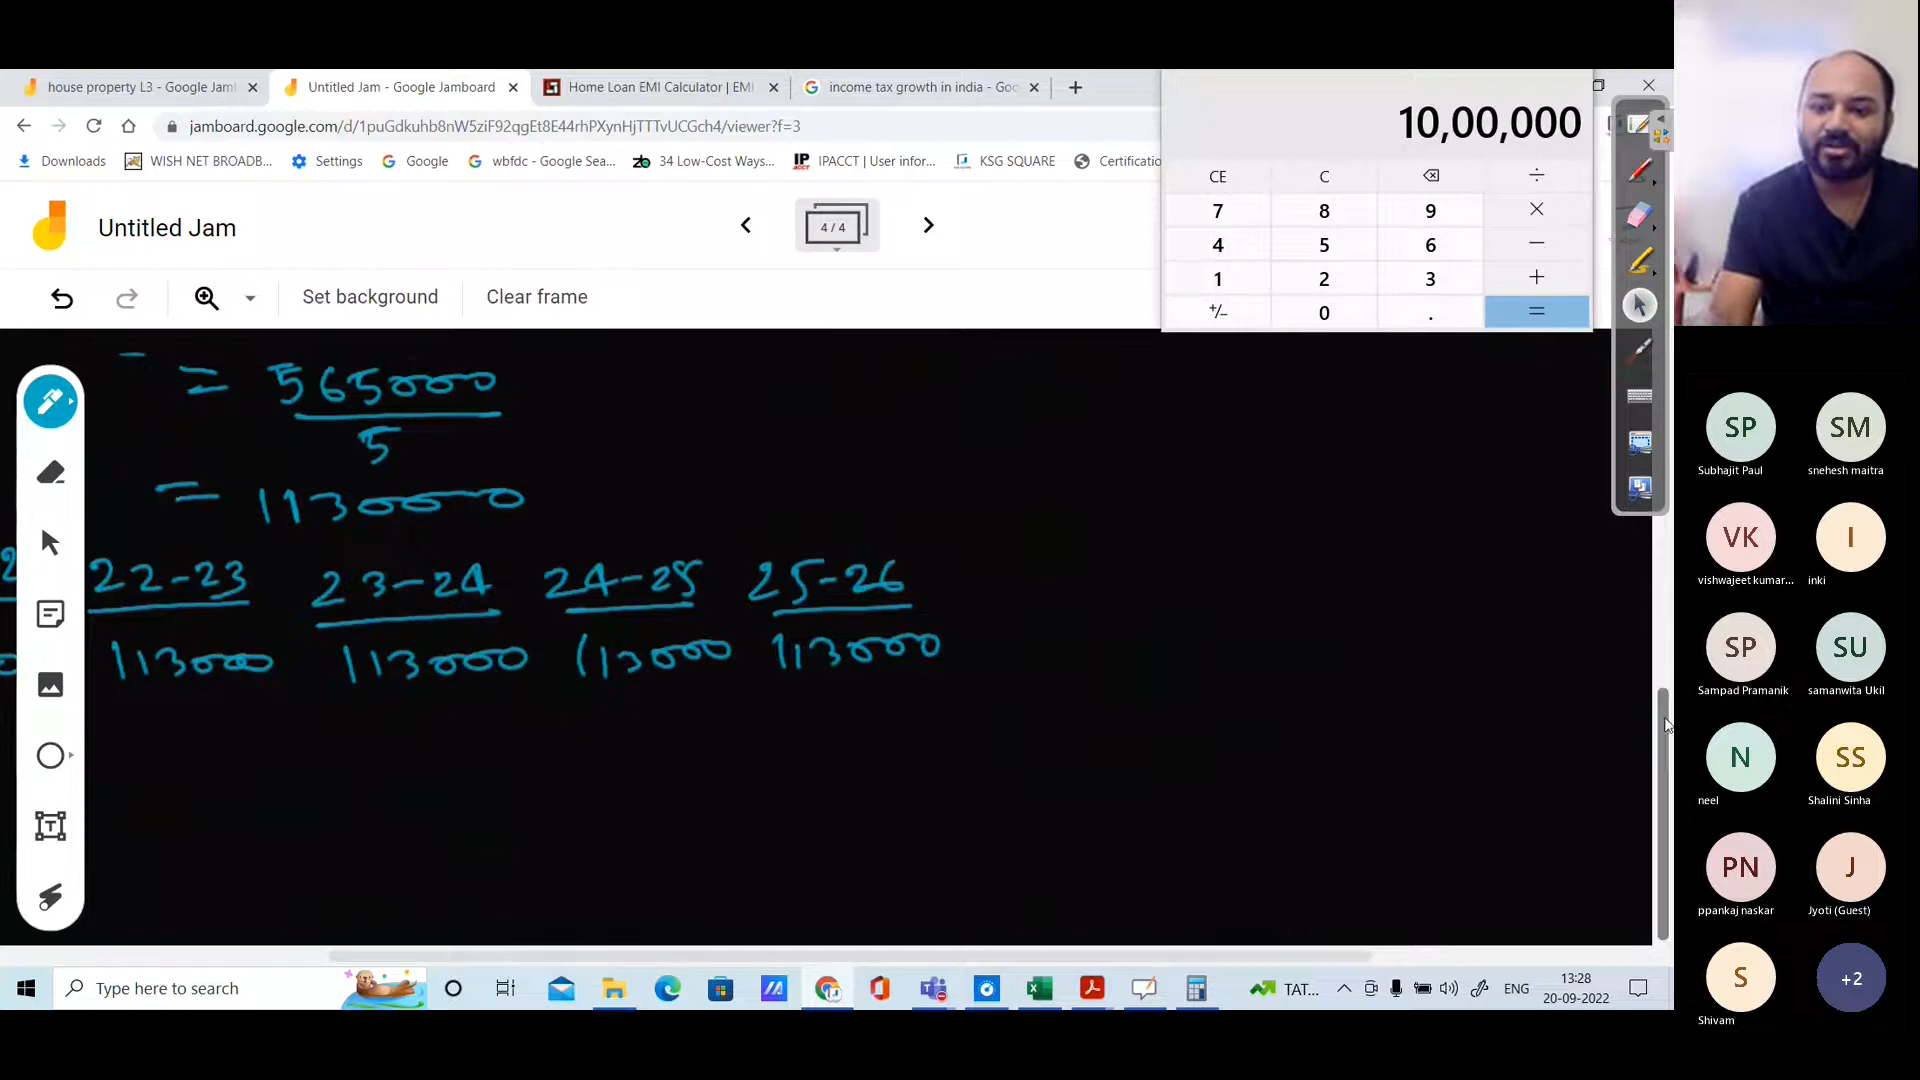 house property L3 - Google Jam
Untitled Jam - Google Jamboard
Home Loan EMI Calculator | EMI
income tax growth in india - Goo
jamboard.google.com/d/1puGdkuhb8nW5ziF92qgEt8E44rhPXynHjTTTvUCGch4/viewer?f=3
Downloads
WISH NET BROADB...
Settings
Google
wbfdc - Google Sea...
34 Low-Cost Ways...
IPACCT | User infor...
KSG SQUARE
Certificatio
Untitled Jam
4 / 4
Set background
Clear frame
10,00,000
CE C ⌫ ÷
7 8 9 ×
4 5 6 −
1 2 3 +
+/− 0 . =
= 565000
5
= 113000
2 22-23 23-24 24-25 25-26
0 113000 113000 113000 113000
SP
Subhajit Paul
SM
snehesh maitra
VK
vishwajeet kumar...
I
inki
SP
Sampad Pramanik
SU
samanwita Ukil
N
neel
SS
Shalini Sinha
PN
ppankaj naskar
J
Jyoti (Guest)
S
Shivam
+2
Type here to search
TAT...
ENG
13:28
20-09-2022